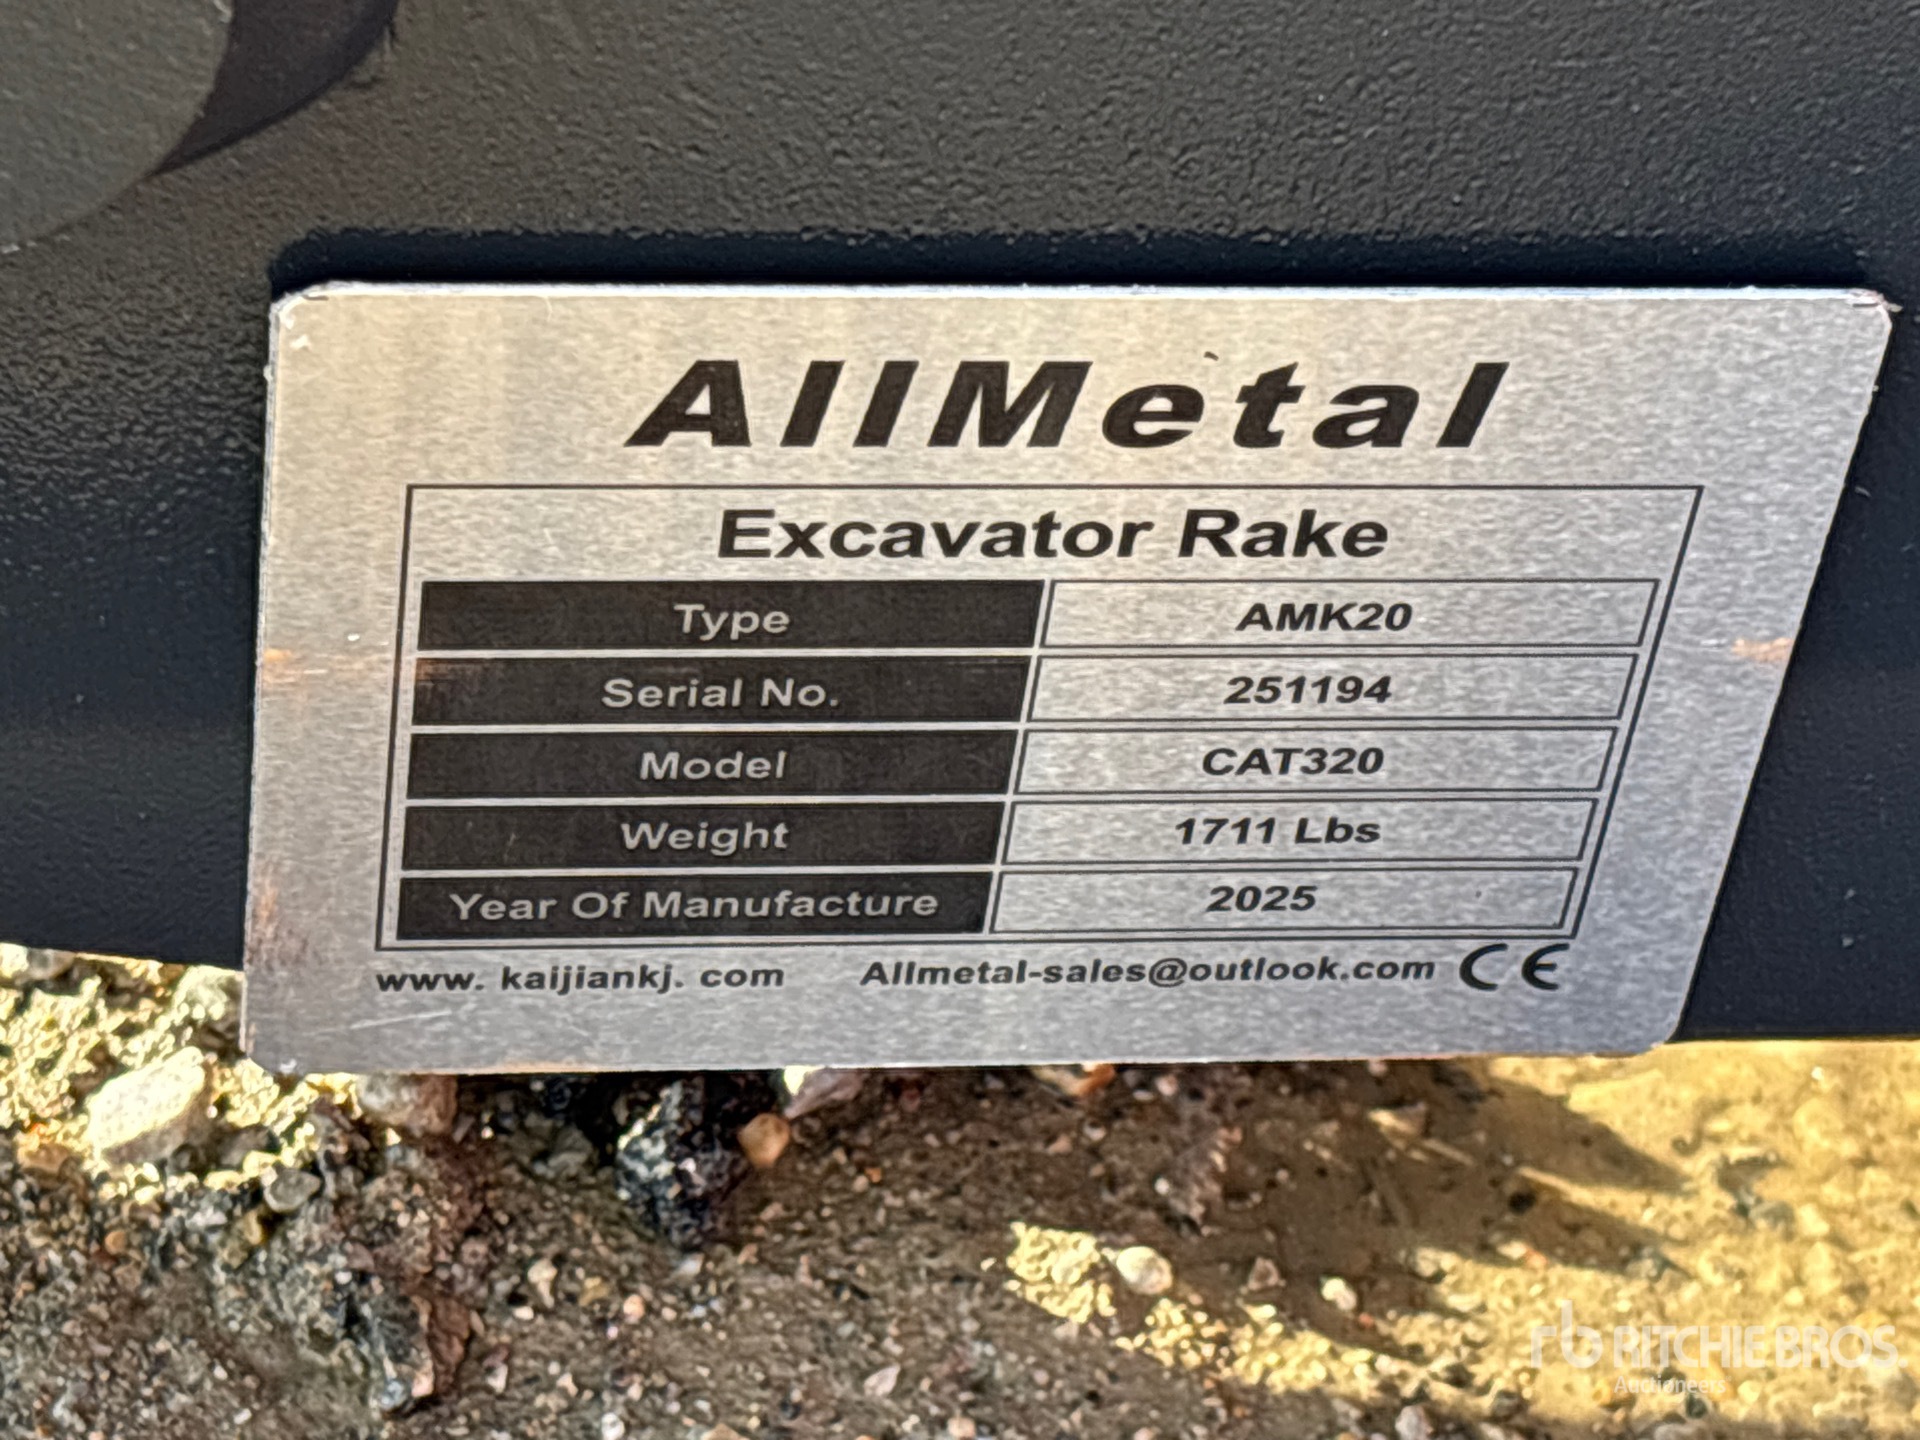 AllMetal
Excavator Rake
Type AMK20
Serial No. 251194
Model CAT320
Weight 1711 Lbs
Year Of Manufacture 2025
www. kaijiankj. com Allmetal-sales@outlook.com CE
rb RITCHIE BROS.
Auctioneers